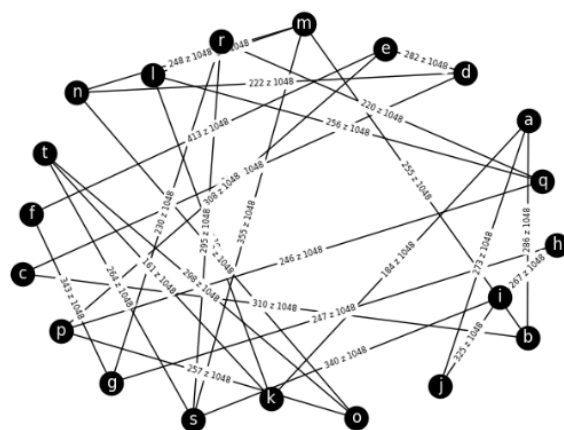 m
r
e
248 z 1048
z 1048
282 z 1048
d
l
n
222 z 1048
220 z 1048
a
256 z 1048
413 z 1048
t
1048
q
308 z 1048
255 z 1048
f
230 z 1048
286 z 1048
h
295 z 1048
355 z 1048
246 z 1048
c
264 z 1048
161 z 1048
298 z 1048
z 1048
184 z 1048
273 z 1048
267 z 1048
343 z 1048
i
310 z 1048
247 z 1048
p
b
325 z 1048
340 z 1048
257 z 1048
g
j
k
s
o